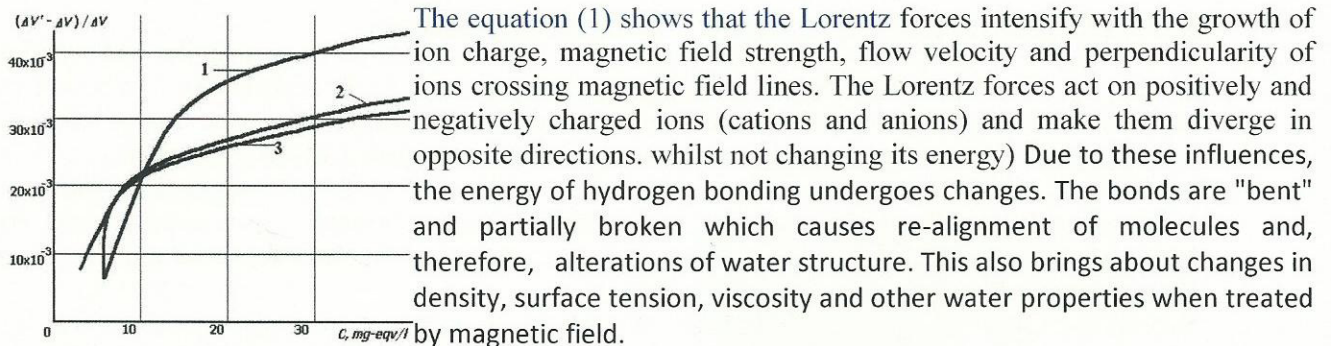 (ΔV' - ΔV) / ΔV
40x10⁻³
30x10⁻³
20x10⁻³
10x10⁻³
1
2
3
0
10
20
30
C, mg-eqv/l
The equation (1) shows that the Lorentz forces intensify with the growth of
ion charge, magnetic field strength, flow velocity and perpendicularity of
ions crossing magnetic field lines. The Lorentz forces act on positively and
negatively charged ions (cations and anions) and make them diverge in
opposite directions. whilst not changing its energy) Due to these influences,
the energy of hydrogen bonding undergoes changes. The bonds are "bent"
and partially broken which causes re-alignment of molecules and,
therefore, alterations of water structure. This also brings about changes in
density, surface tension, viscosity and other water properties when treated
by magnetic field.